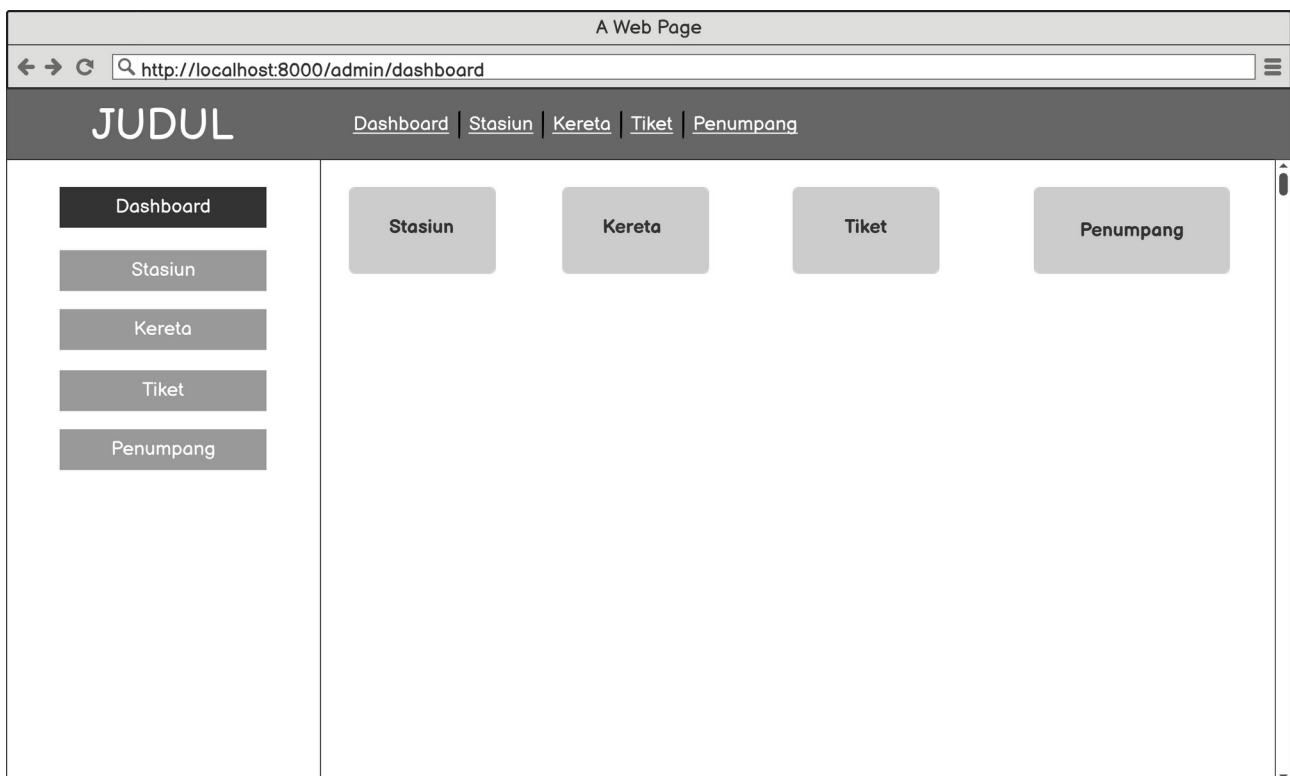 A Web Page
http://localhost:8000/admin/dashboard
JUDUL
Dashboard | Stasiun | Kereta | Tiket | Penumpang
Dashboard
Stasiun
Kereta
Tiket
Penumpang
Stasiun
Kereta
Tiket
Penumpang